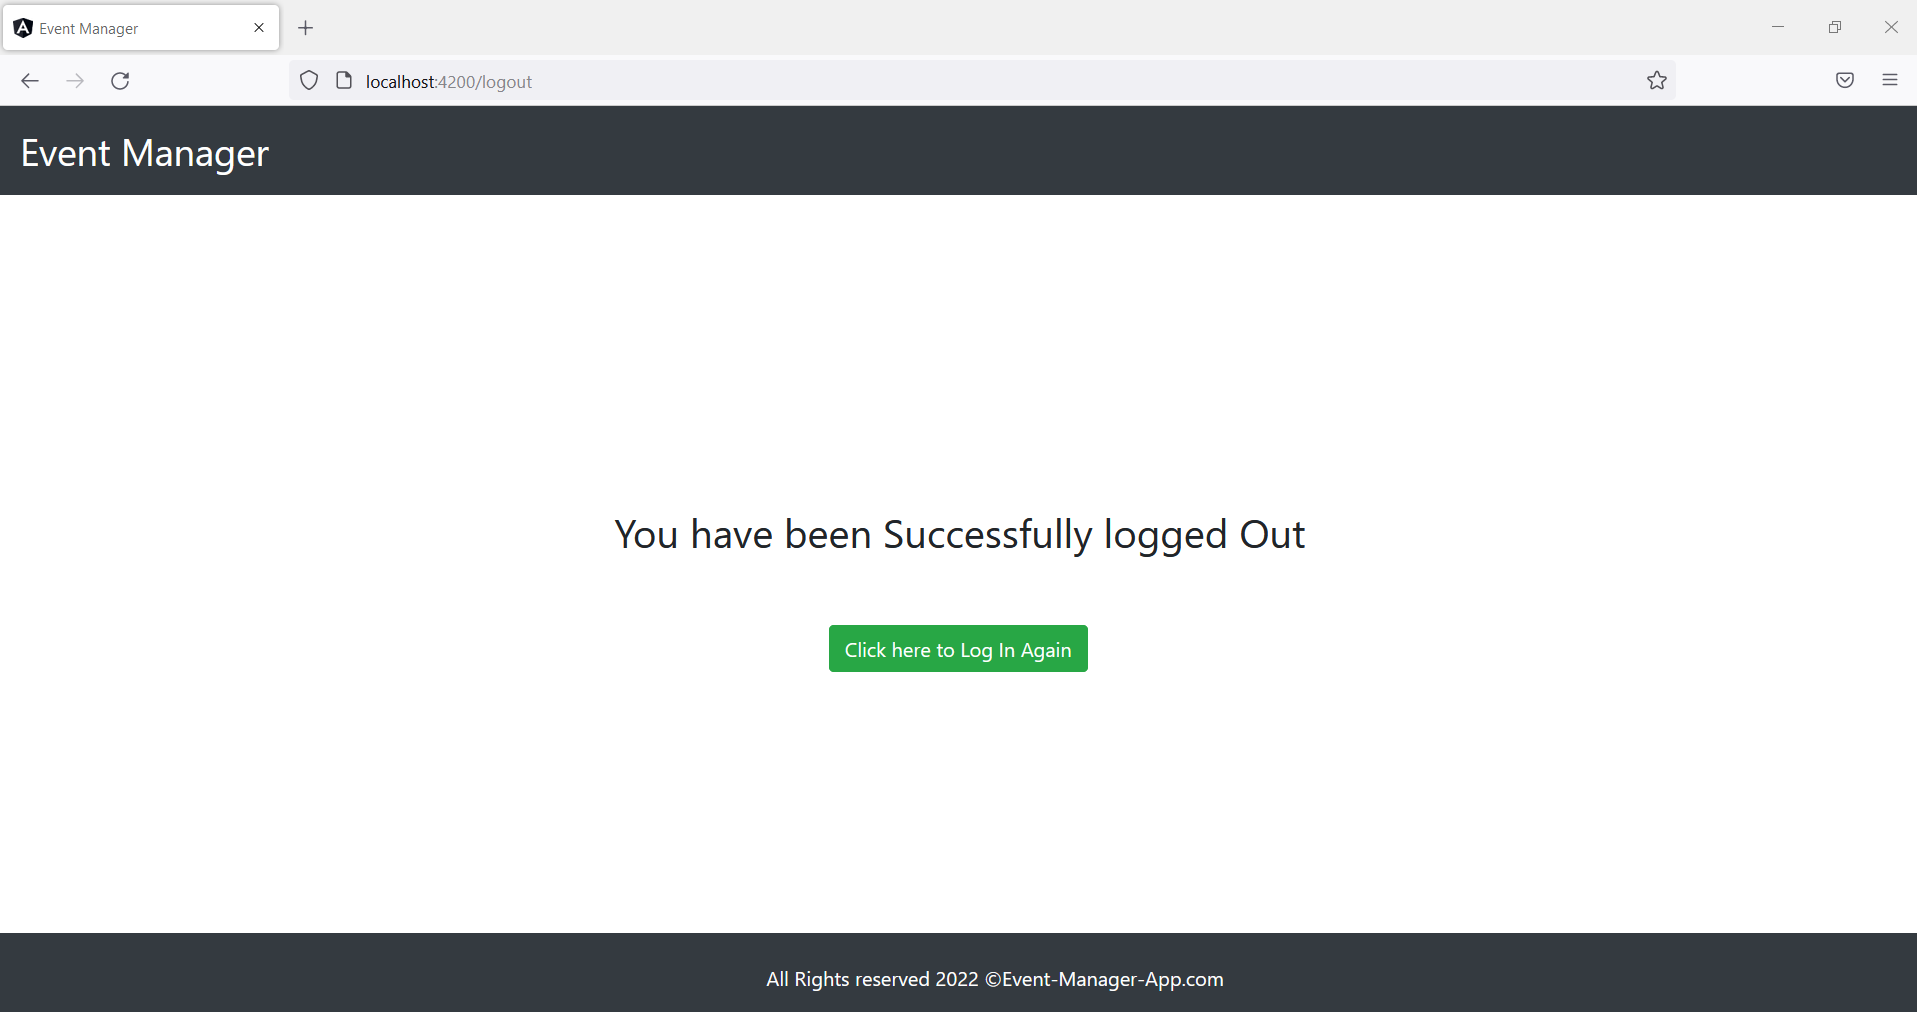 Event Manager
localhost:4200/logout
Event Manager
You have been Successfully logged Out
Click here to Log In Again
All Rights reserved 2022 ©Event-Manager-App.com